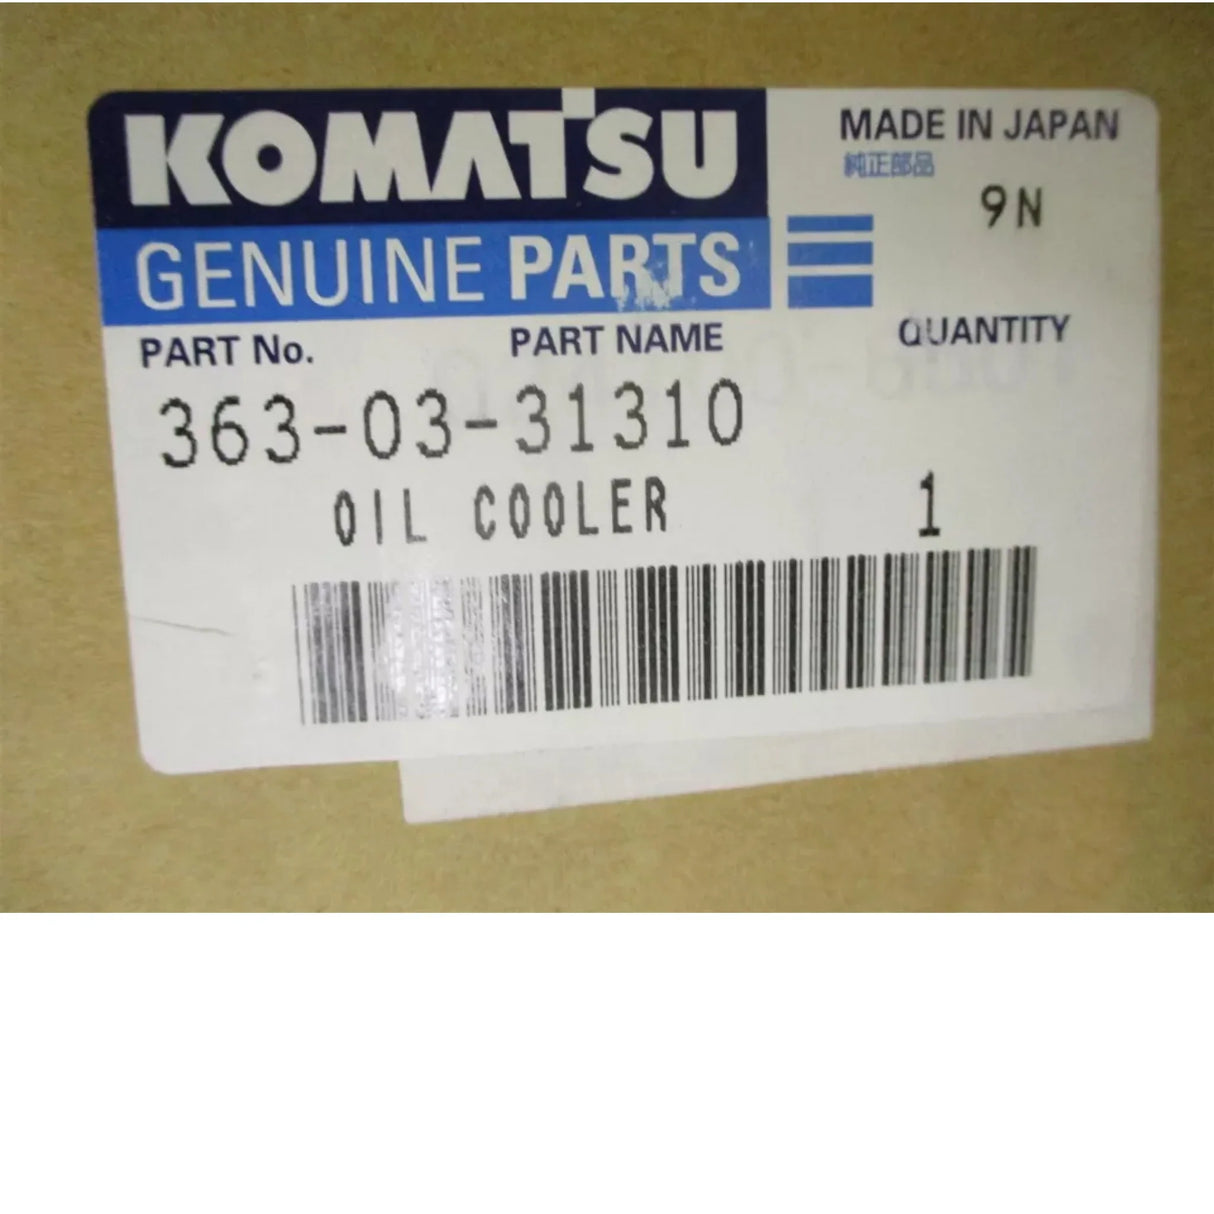 KOMATSU
GENUINE PARTS
MADE IN JAPAN
純正部品
9N
PART No. PART NAME QUANTITY
363-03-31310
OIL COOLER 1